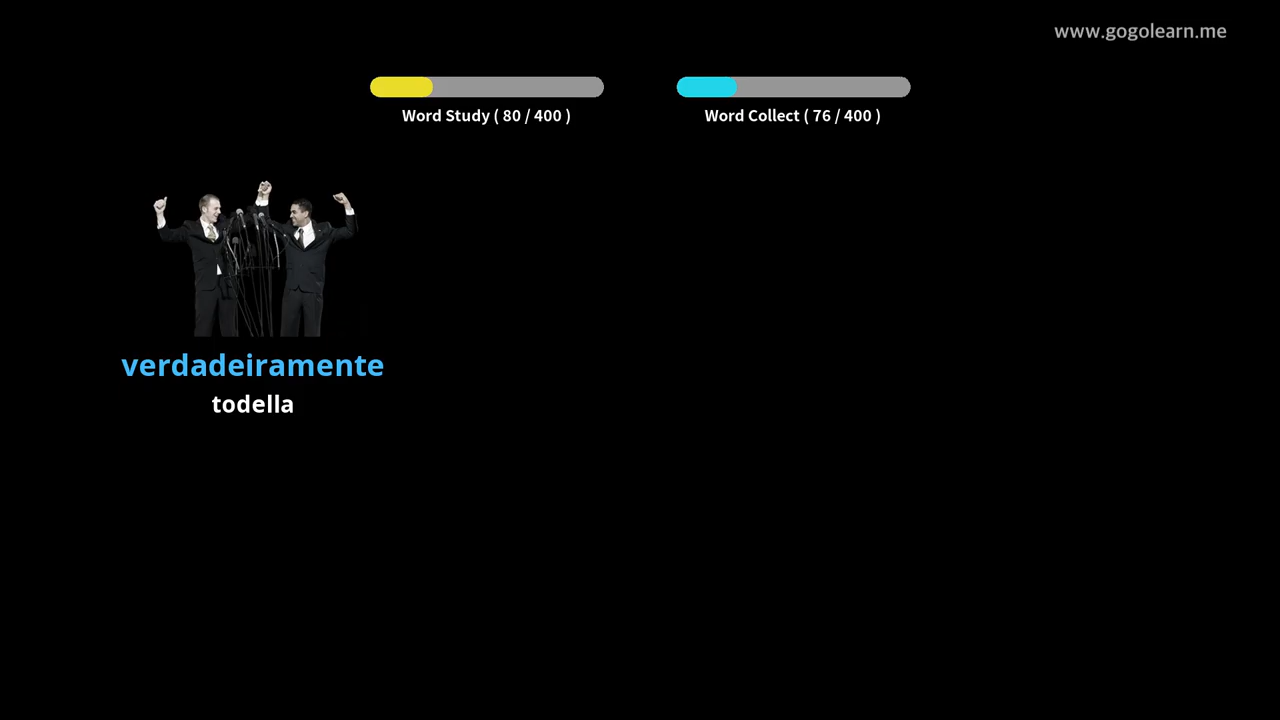 www.gogolearn.me
Word Study ( 80 / 400 )
Word Collect ( 76 / 400 )
verdadeiramente
todella